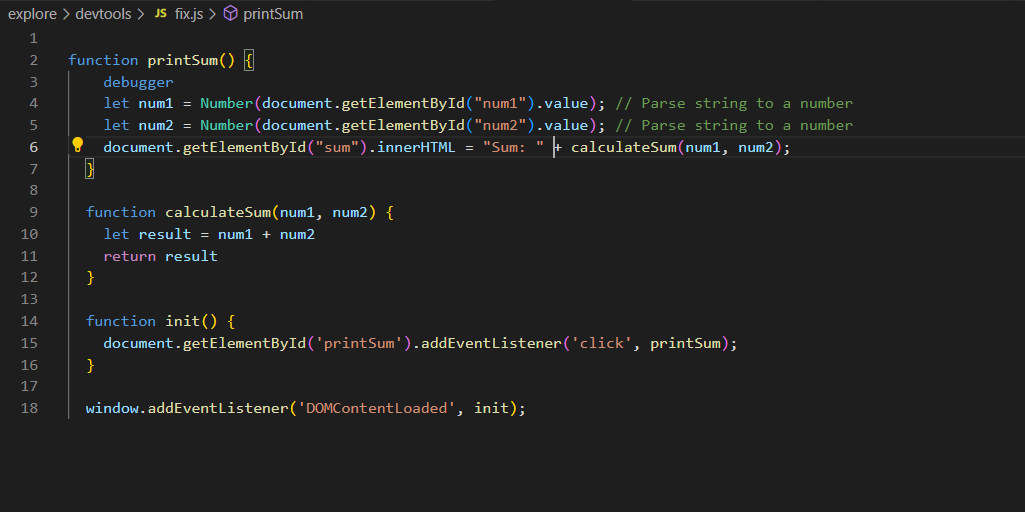 explore > devtools > JS fix.js > printSum
1
2 function printSum() {
3 debugger
4 let num1 = Number(document.getElementById("num1").value); // Parse string to a number
5 let num2 = Number(document.getElementById("num2").value); // Parse string to a number
6 document.getElementById("sum").innerHTML = "Sum: " + calculateSum(num1, num2);
7 }
8
9 function calculateSum(num1, num2) {
10 let result = num1 + num2
11 return result
12 }
13
14 function init() {
15 document.getElementById('printSum').addEventListener('click', printSum);
16 }
17
18 window.addEventListener('DOMContentLoaded', init);